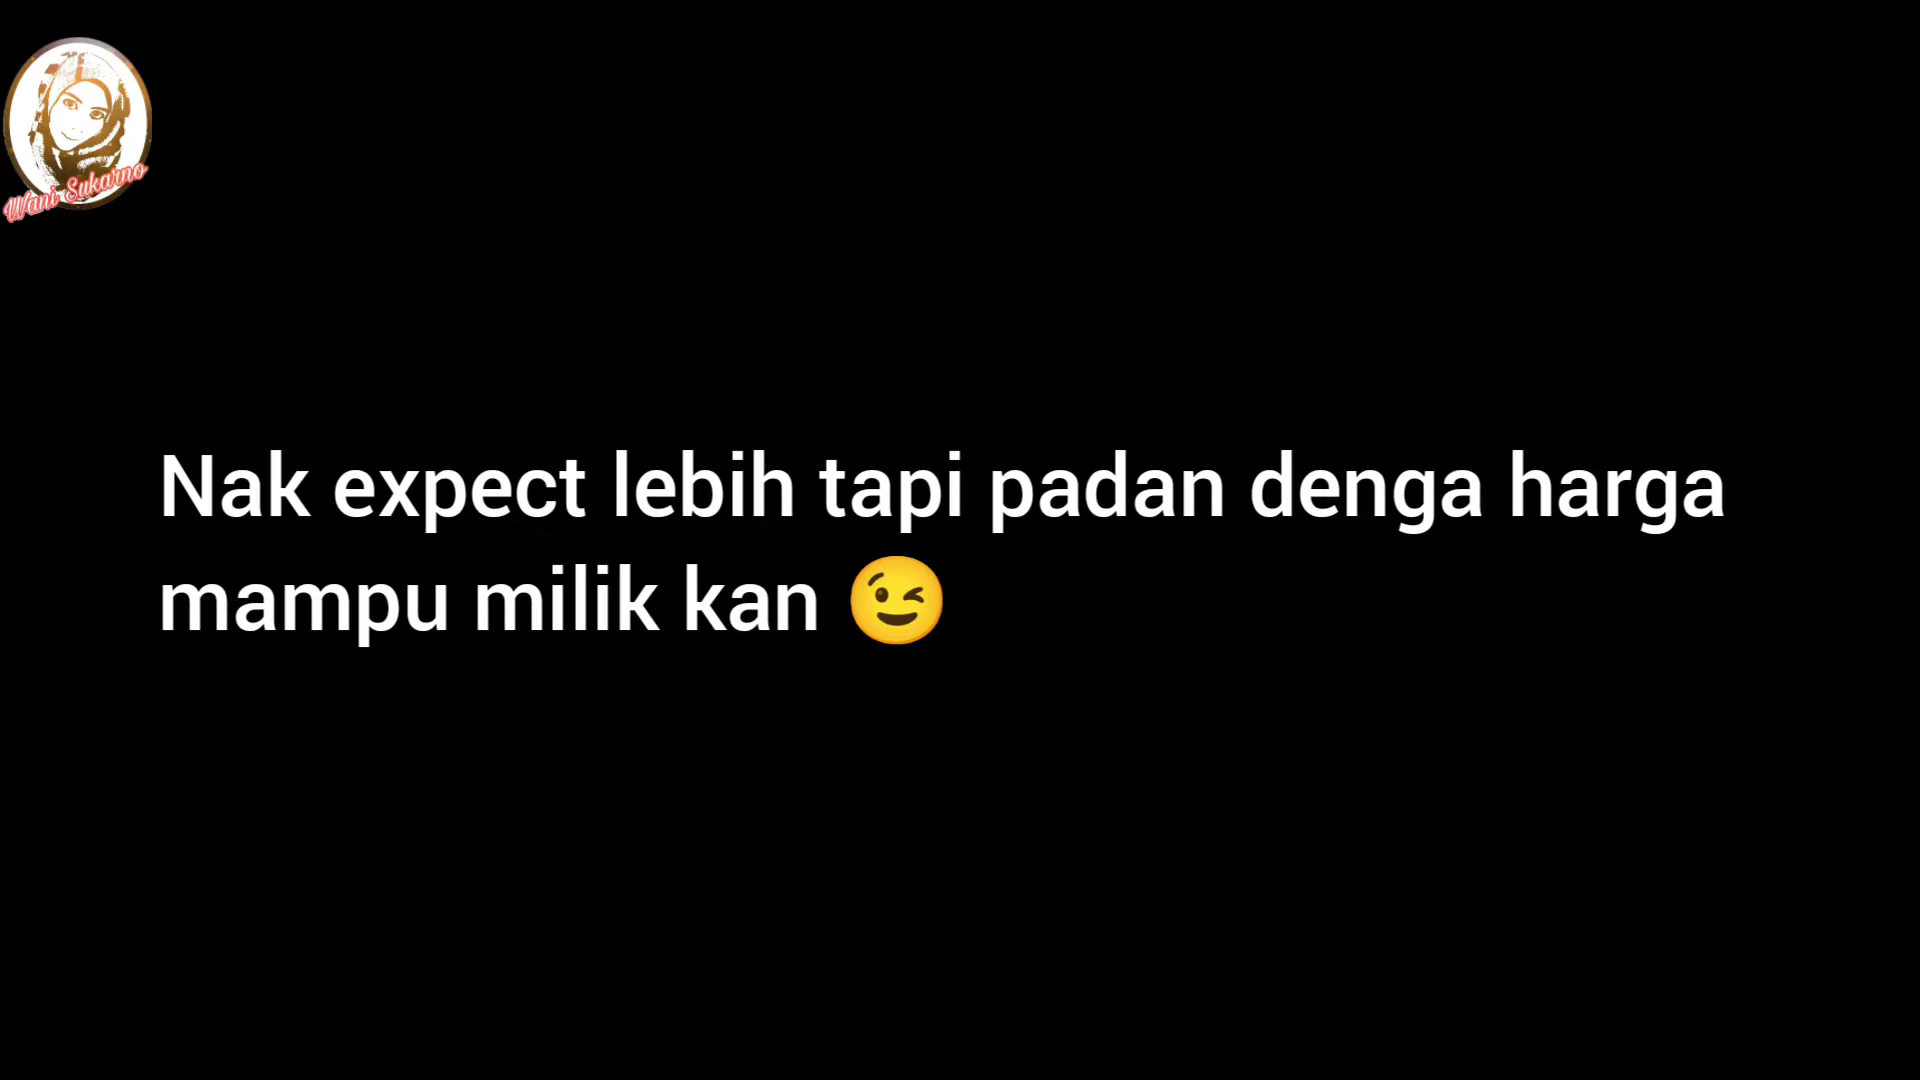 Wani Sukarno
Nak expect lebih tapi padan denga harga
mampu milik kan 😉